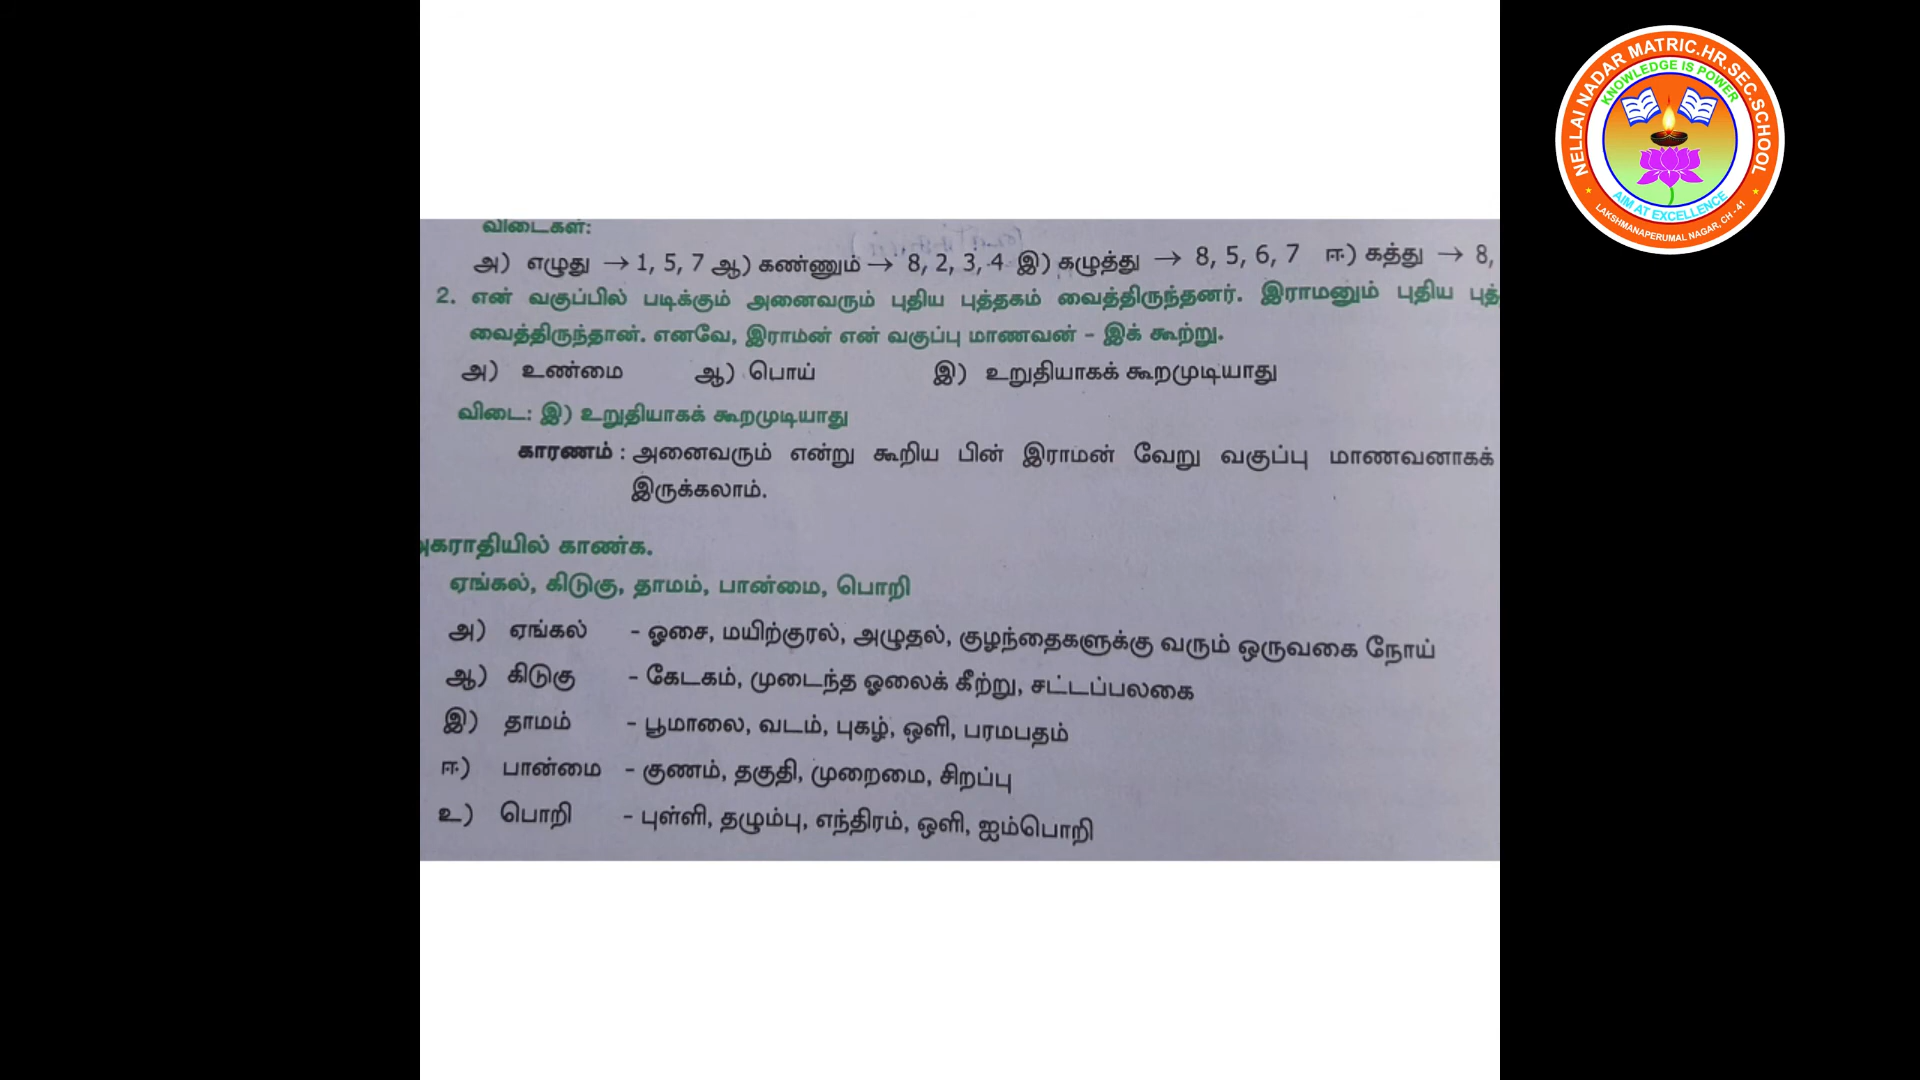 NELLAI NADAR MATRIC.HR.SEC.SCHOOL
KNOWLEDGE IS POWER
AIM AT EXCELLENCE
LAKSHMANAPERUMAL NAGAR, CH - 41
விடைகள்:
அ) எழுது → 1, 5, 7 ஆ) கண்ணும் → 8, 2, 3, 4 இ) கழுத்து → 8, 5, 6, 7 ஈ) கத்து → 8,
2. என் வகுப்பில் படிக்கும் அனைவரும் புதிய புத்தகம் வைத்திருந்தனர். இராமனும் புதிய புத்
வைத்திருந்தான். எனவே, இராமன் என் வகுப்பு மாணவன் - இக் கூற்று.
அ) உண்மை ஆ) பொய் இ) உறுதியாகக் கூறமுடியாது
விடை: இ) உறுதியாகக் கூறமுடியாது
காரணம் : அனைவரும் என்று கூறிய பின் இராமன் வேறு வகுப்பு மாணவனாகக்
இருக்கலாம்.
அகராதியில் காண்க.
ஏங்கல், கிடுகு, தாமம், பான்மை, பொறி
அ) ஏங்கல் - ஓசை, மயிற்குரல், அழுதல், குழந்தைகளுக்கு வரும் ஒருவகை நோய்
ஆ) கிடுகு - கேடகம், முடைந்த ஓலைக் கீற்று, சட்டப்பலகை
இ) தாமம் - பூமாலை, வடம், புகழ், ஒளி, பரமபதம்
ஈ) பான்மை - குணம், தகுதி, முறைமை, சிறப்பு
உ) பொறி - புள்ளி, தழும்பு, எந்திரம், ஒளி, ஐம்பொறி